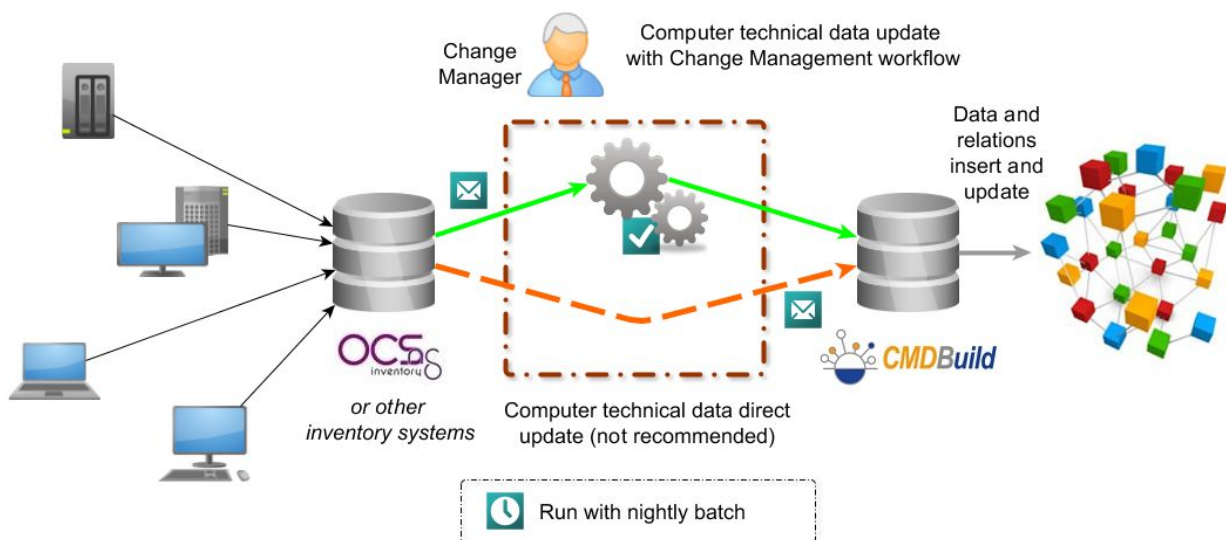 Change
Manager
Computer technical data update
with Change Management workflow
Data and
relations
insert and
update
OCS ng
inventory
or other
inventory systems
CMDBuild
Computer technical data direct
update (not recommended)
Run with nightly batch